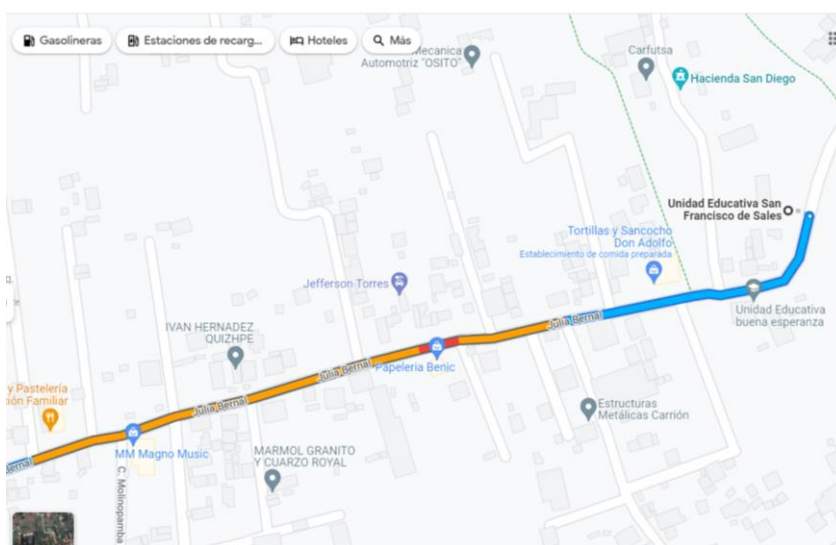 Gasolineras
Estaciones de recarg...
Hoteles
Más
Mecanica
Automotriz "OSITO"
Carfutsa
Hacienda San Diego
Unidad Educativa San
Francisco de Sales
Tortillas y Sancocho
Don Adolfo
Establecimiento de comida preparada
Jefferson Torres
Unidad Educativa
buena esperanza
Julia Bernal
IVAN HERNADEZ
QUIZHPE
Julia Bernal
Papeleria Benic
y Pastelería
ión Familiar
Julia Bernal
Estructuras
Metálicas Carrión
MM Magno Music
Bernal
MARMOL GRANITO
Y CUARZO ROYAL
C. Molinopamba